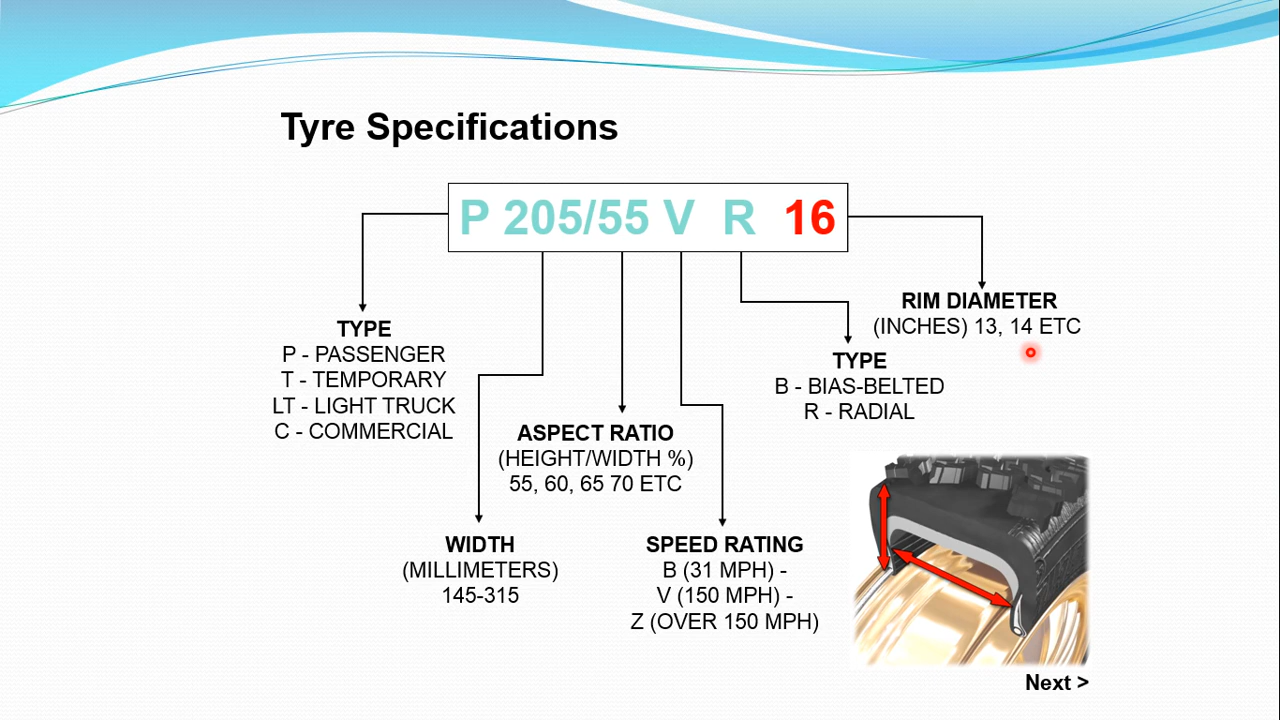 Tyre Specifications
P 205/55 V R 16
TYPE
P - PASSENGER
T - TEMPORARY
LT - LIGHT TRUCK
C - COMMERCIAL
WIDTH
(MILLIMETERS)
145-315
ASPECT RATIO
(HEIGHT/WIDTH %)
55, 60, 65 70 ETC
SPEED RATING
B (31 MPH) -
V (150 MPH) -
Z (OVER 150 MPH)
TYPE
B - BIAS-BELTED
R - RADIAL
RIM DIAMETER
(INCHES) 13, 14 ETC
Next >